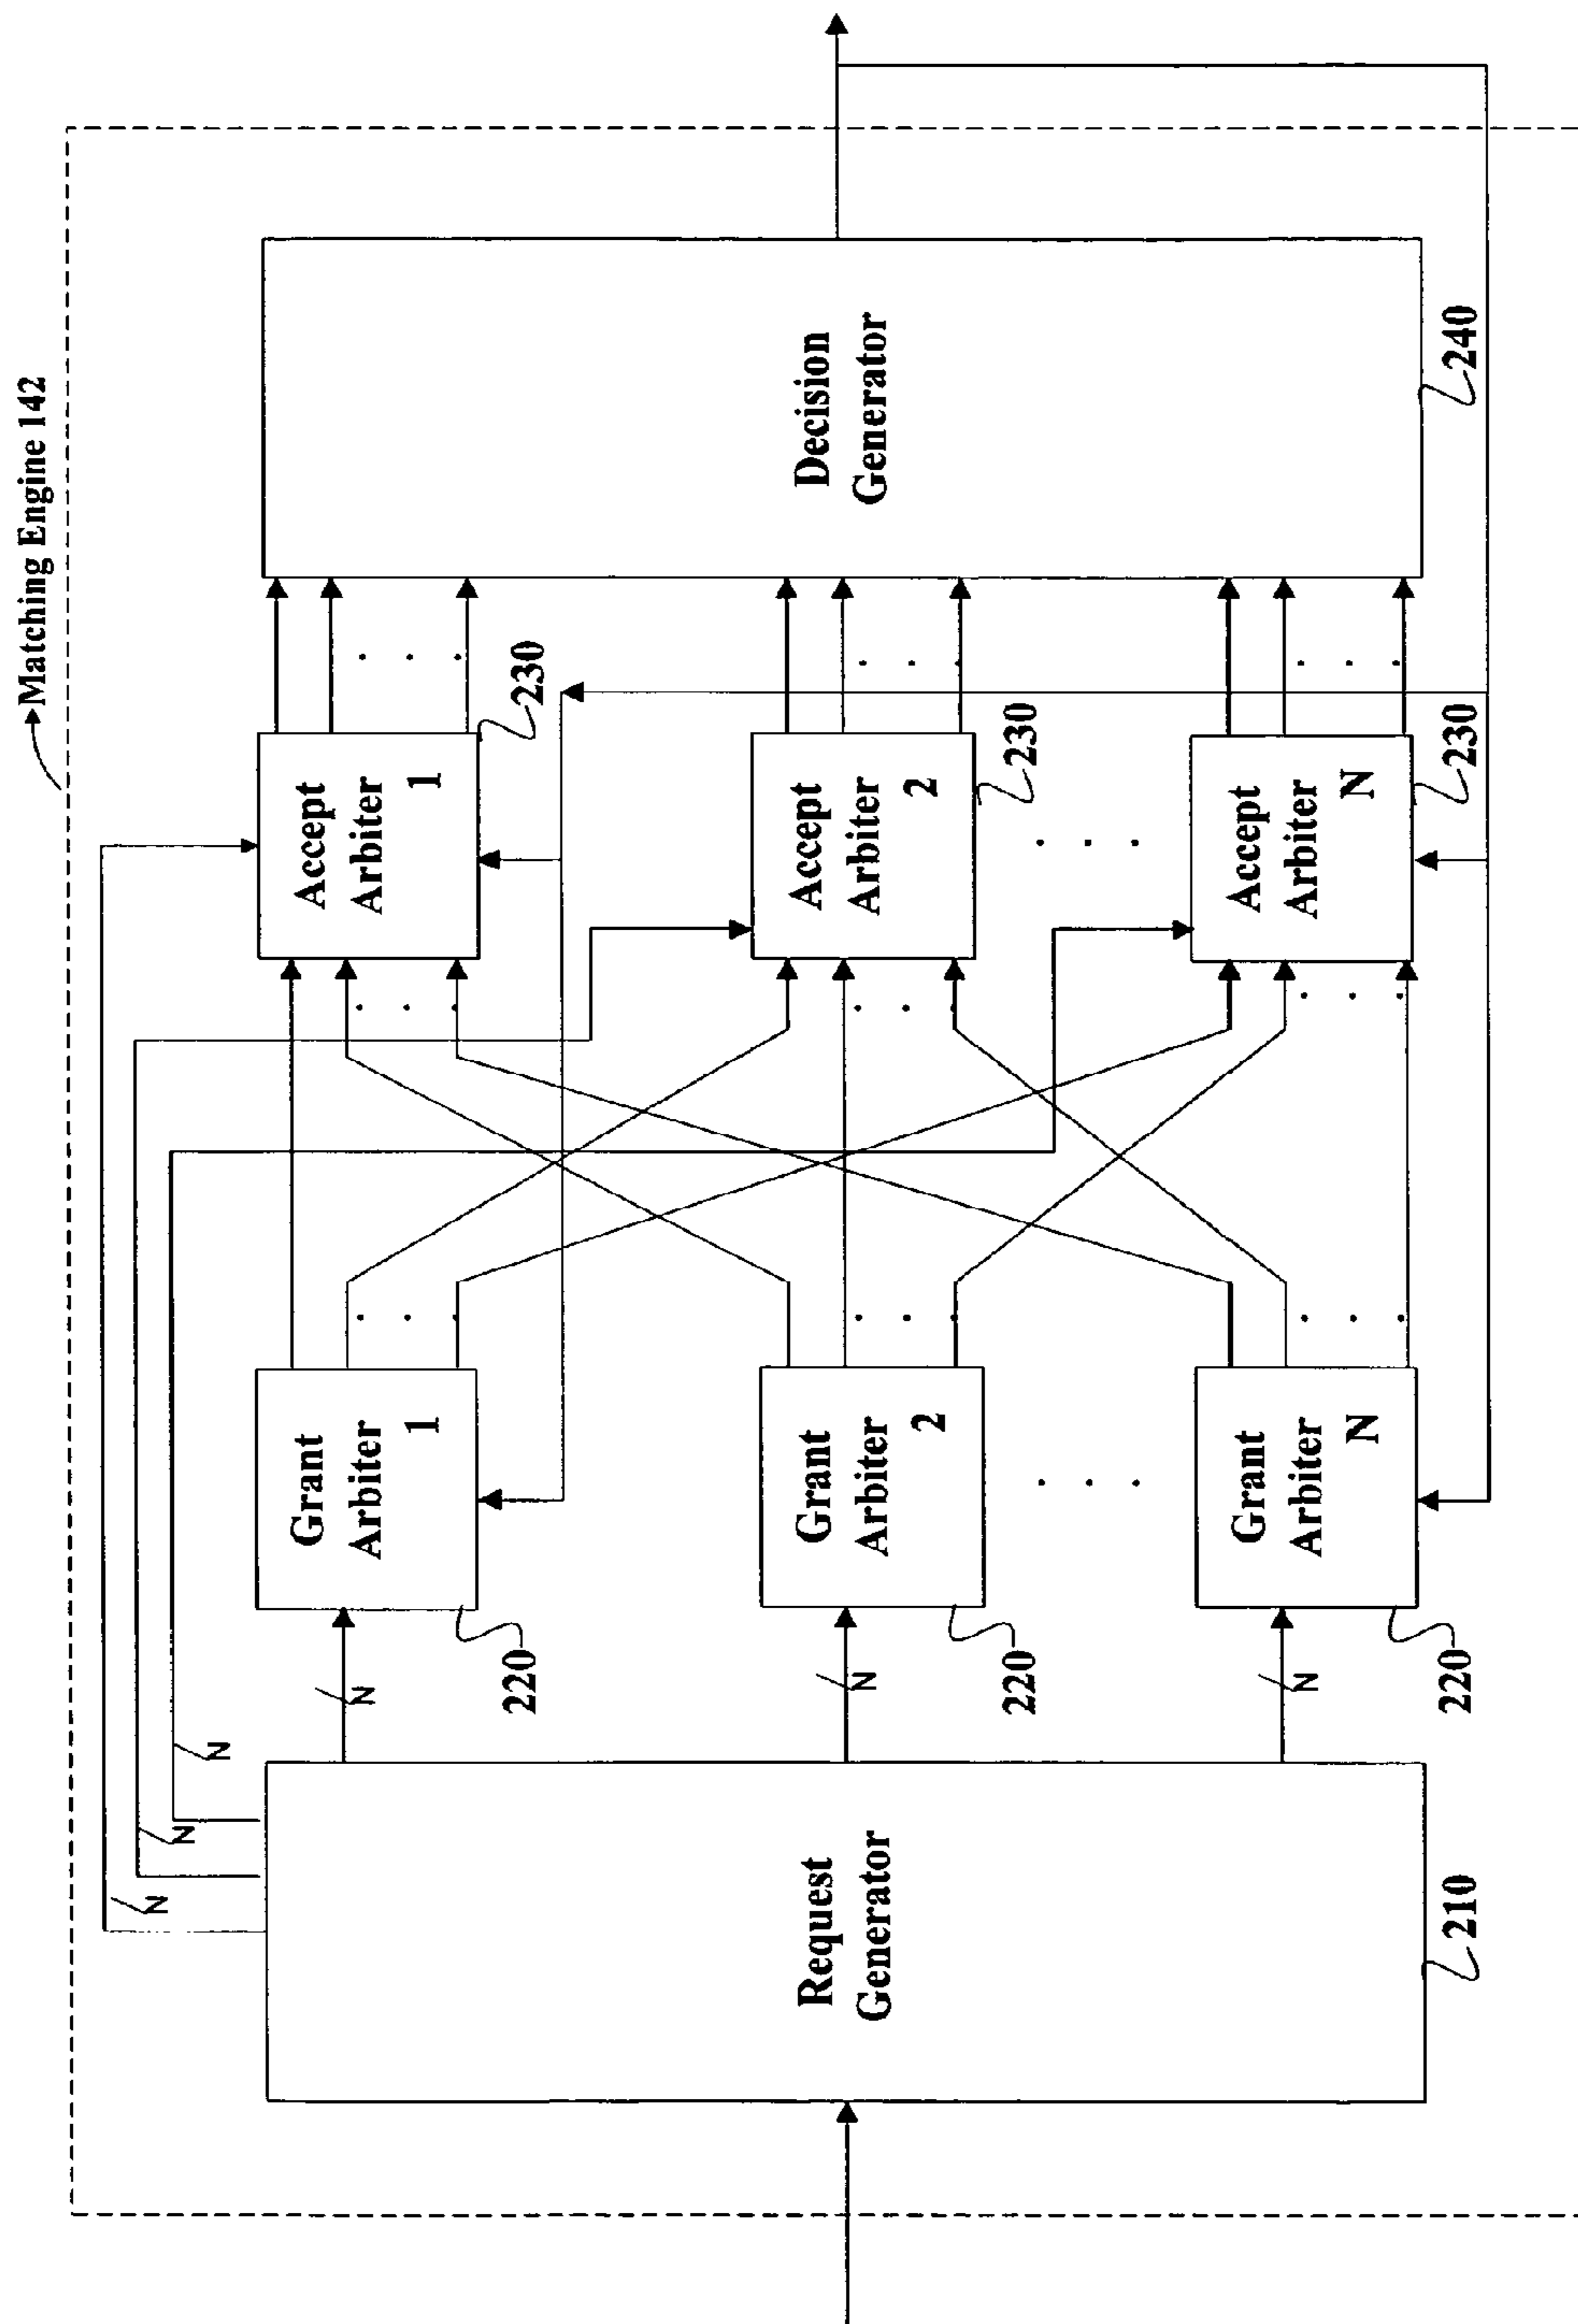 Matching Engine 142
N
N
N
Request
Generator
210
N
N
N
Grant
Arbiter
1
220
Grant
Arbiter
2
220
Grant
Arbiter
N
220
Accept
Arbiter
1
230
Accept
Arbiter
2
230
Accept
Arbiter
N
230
Decision
Generator
240